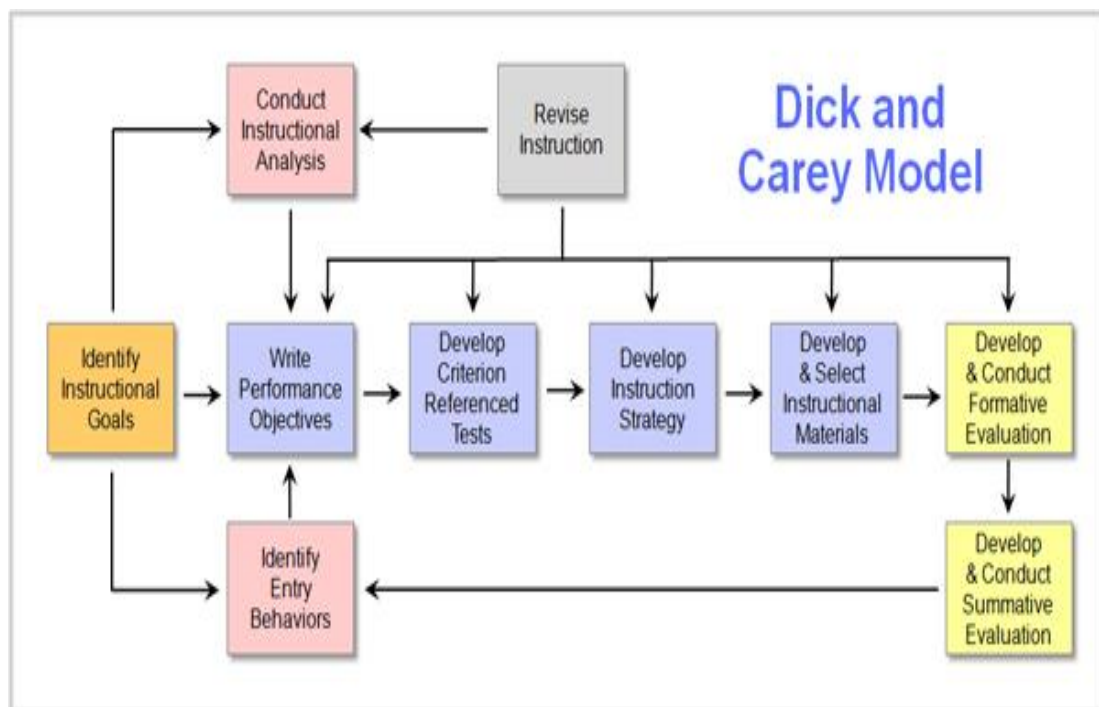 Conduct
Instructional
Analysis
Revise
Instruction
Dick and
Carey Model
Identify
Instructional
Goals
Write
Performance
Objectives
Develop
Criterion
Referenced
Tests
Develop
Instruction
Strategy
Develop
& Select
Instructional
Materials
Develop
& Conduct
Formative
Evaluation
Identify
Entry
Behaviors
Develop
& Conduct
Summative
Evaluation